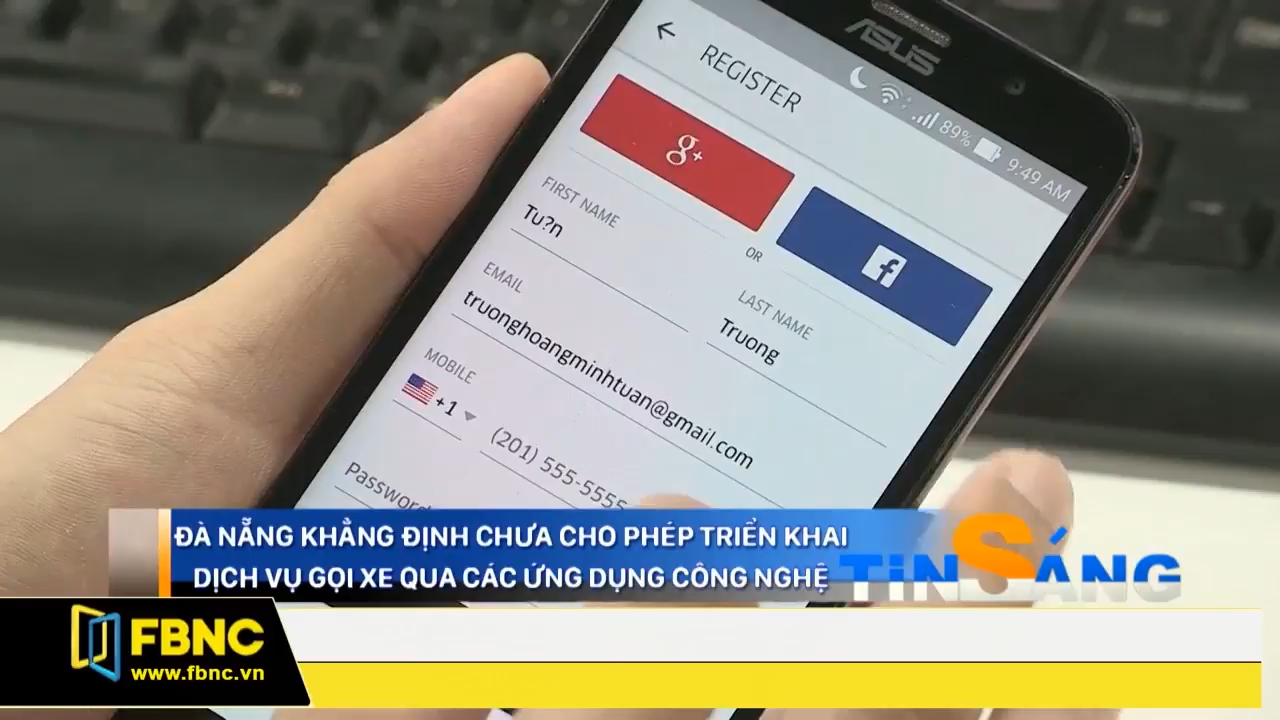 ASUS
89% 9:49 AM
REGISTER
g+
f
OR
FIRST NAME
Tu?n
LAST NAME
Truong
EMAIL
truonghoangminhtuan@gmail.com
MOBILE
+1 (201) 555-5555
Password
ĐÀ NẴNG KHẲNG ĐỊNH CHƯA CHO PHÉP TRIỂN KHAI
DỊCH VỤ GỌI XE QUA CÁC ỨNG DỤNG CÔNG NGHỆ
TiN SÁNG
FBNC
www.fbnc.vn